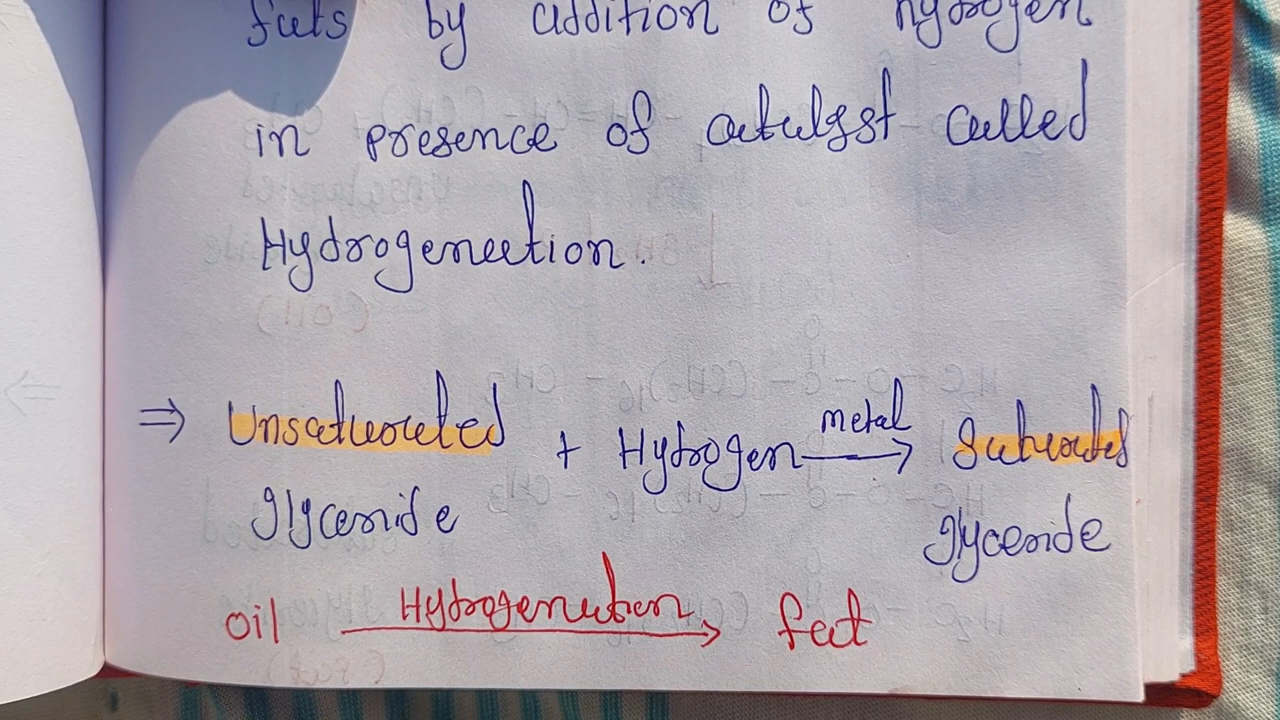 fats by addition of hydrogen
in presence of catalyst called
Hydrogenation.
⇒ Unsaturated + Hydrogen metal → Saturated
glyceride glyceride
oil Hydrogenation → fat